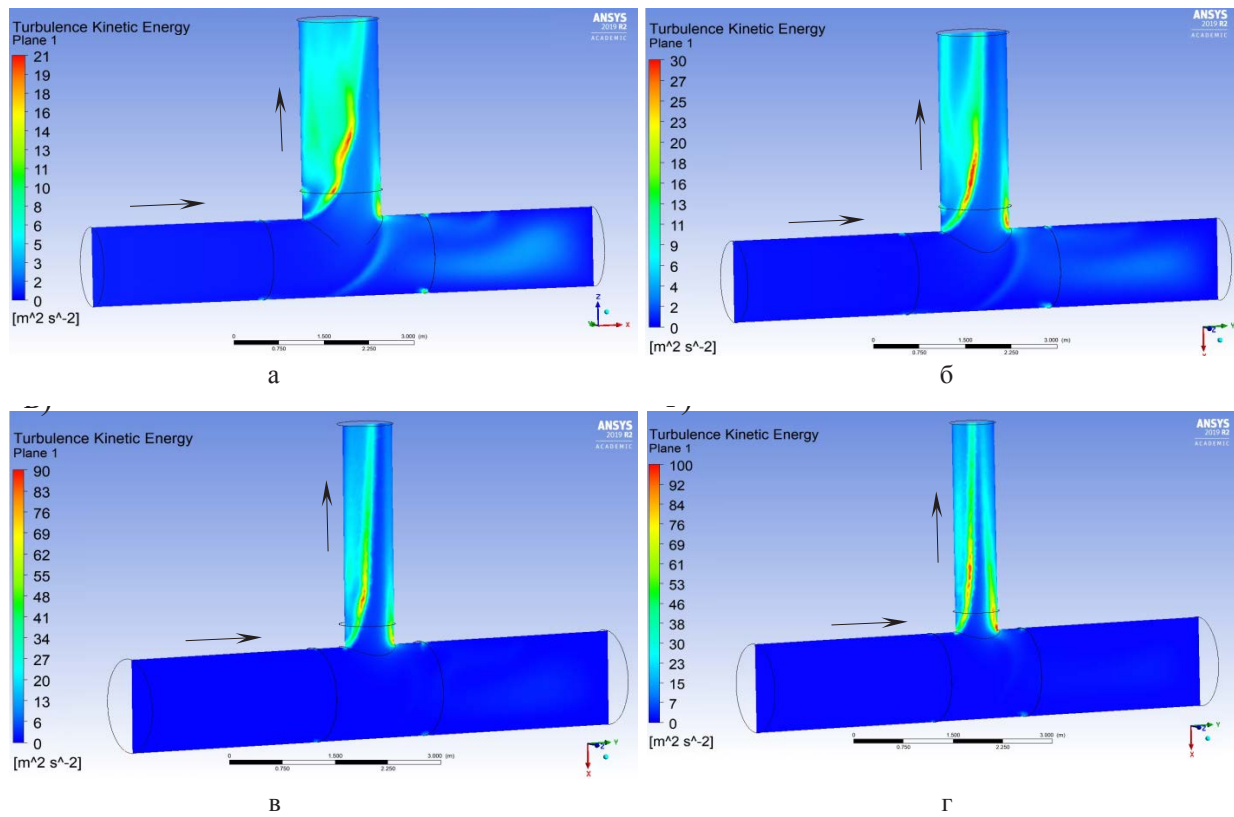 Turbulence Kinetic Energy
Plane 1
21
19
18
16
14
13
11
10
8
6
5
3
2
0
[m^2 s^-2]
ANSYS
2019 R2
ACADEMIC
0
1.500
3.000 (m)
0.750
2.250
Z
Y
X
а
Turbulence Kinetic Energy
Plane 1
30
27
25
23
20
18
16
13
11
9
6
4
2
0
[m^2 s^-2]
ANSYS
2019 R2
ACADEMIC
0
1.500
3.000 (m)
0.750
2.250
Y
Z
б
Turbulence Kinetic Energy
Plane 1
90
83
76
69
62
55
48
41
34
27
20
13
6
0
[m^2 s^-2]
ANSYS
2019 R2
ACADEMIC
0
1.500
3.000 (m)
0.750
2.250
Y
Z
X
в
Turbulence Kinetic Energy
Plane 1
100
92
84
76
69
61
53
46
38
30
23
15
7
0
[m^2 s^-2]
ANSYS
2019 R2
ACADEMIC
0
1.500
3.000 (m)
0.750
2.250
Y
Z
X
г